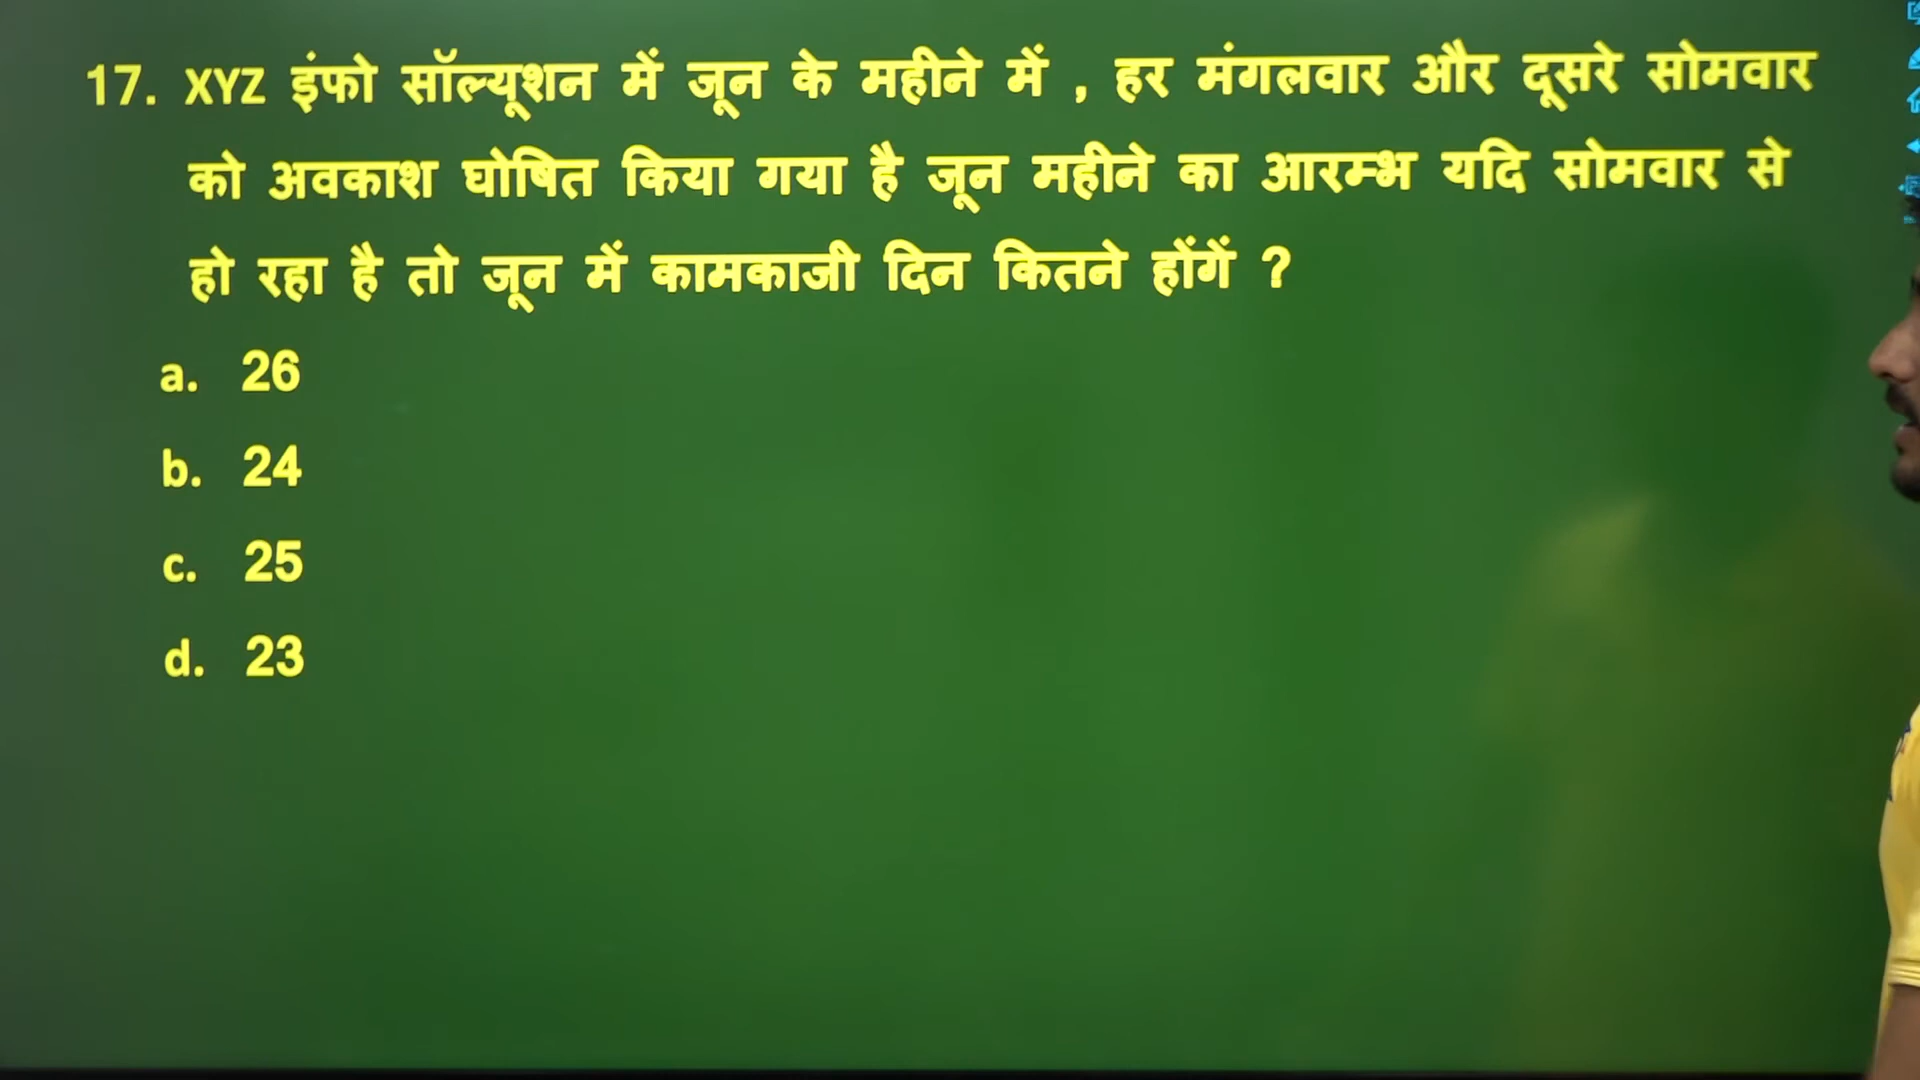 17. XYZ इंफो सॉल्यूशन में जून के महीने में , हर मंगलवार और दूसरे सोमवार
को अवकाश घोषित किया गया है जून महीने का आरम्भ यदि सोमवार से
हो रहा है तो जून में कामकाजी दिन कितने होंगें ?
a. 26
b. 24
c. 25
d. 23